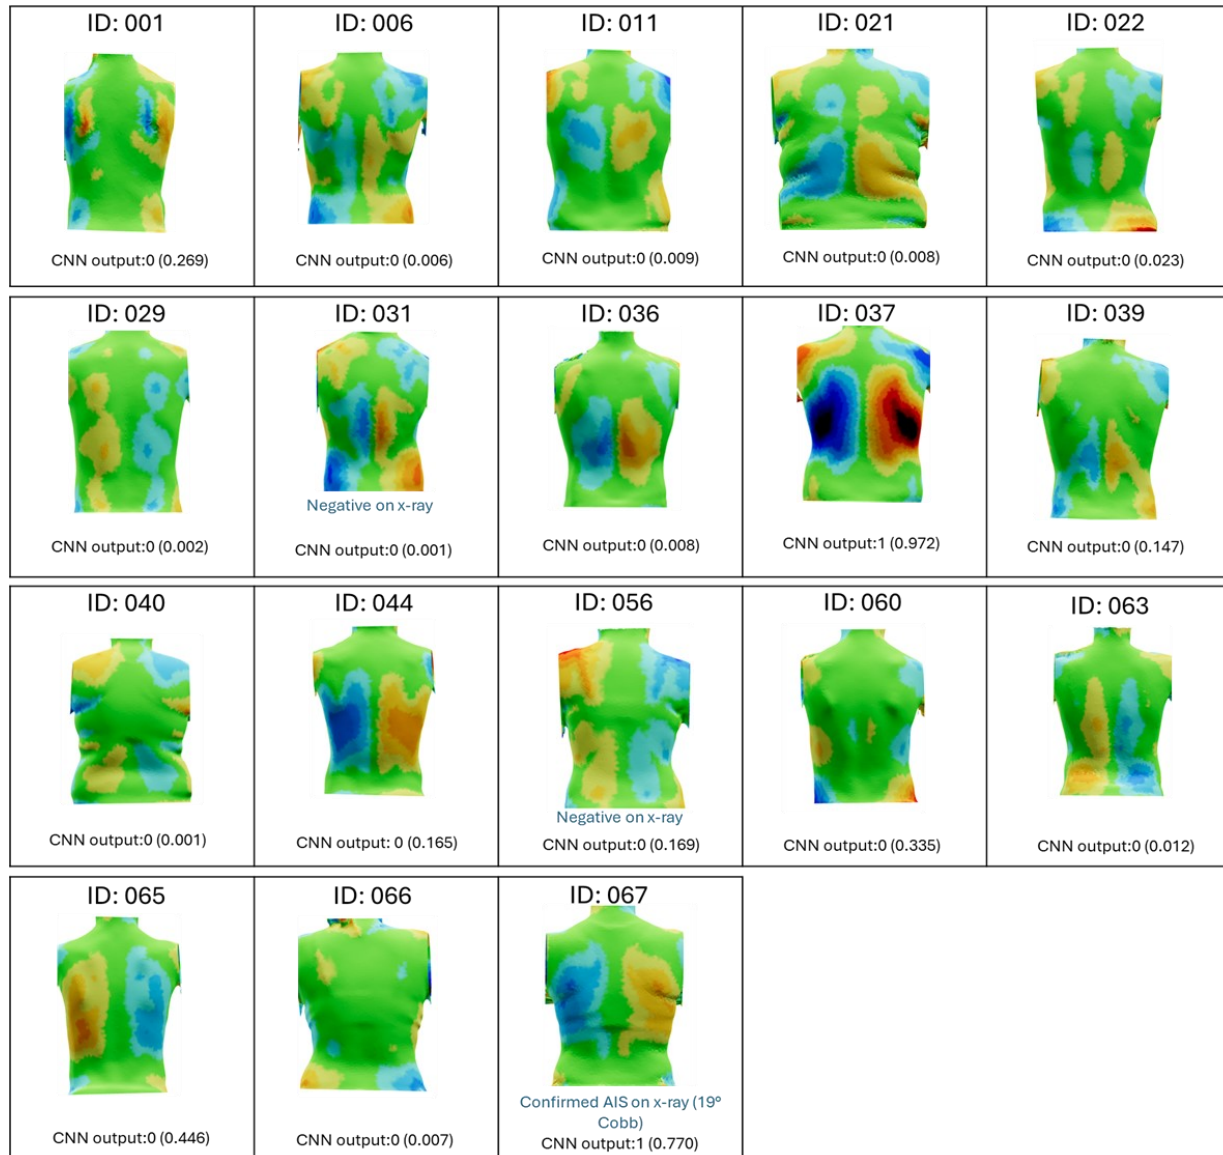 ID: 001
ID: 006
ID: 011
ID: 021
ID: 022
CNN output:0 (0.269)
CNN output:0 (0.006)
CNN output:0 (0.009)
CNN output:0 (0.008)
CNN output:0 (0.023)
ID: 029
ID: 031
ID: 036
ID: 037
ID: 039
Negative on x-ray
CNN output:0 (0.002)
CNN output:0 (0.001)
CNN output:0 (0.008)
CNN output:1 (0.972)
CNN output:0 (0.147)
ID: 040
ID: 044
ID: 056
ID: 060
ID: 063
Negative on x-ray
CNN output:0 (0.001)
CNN output: 0 (0.165)
CNN output:0 (0.169)
CNN output:0 (0.335)
CNN output:0 (0.012)
ID: 065
ID: 066
ID: 067
Confirmed AIS on x-ray (19°
Cobb)
CNN output:0 (0.446)
CNN output:0 (0.007)
CNN output:1 (0.770)